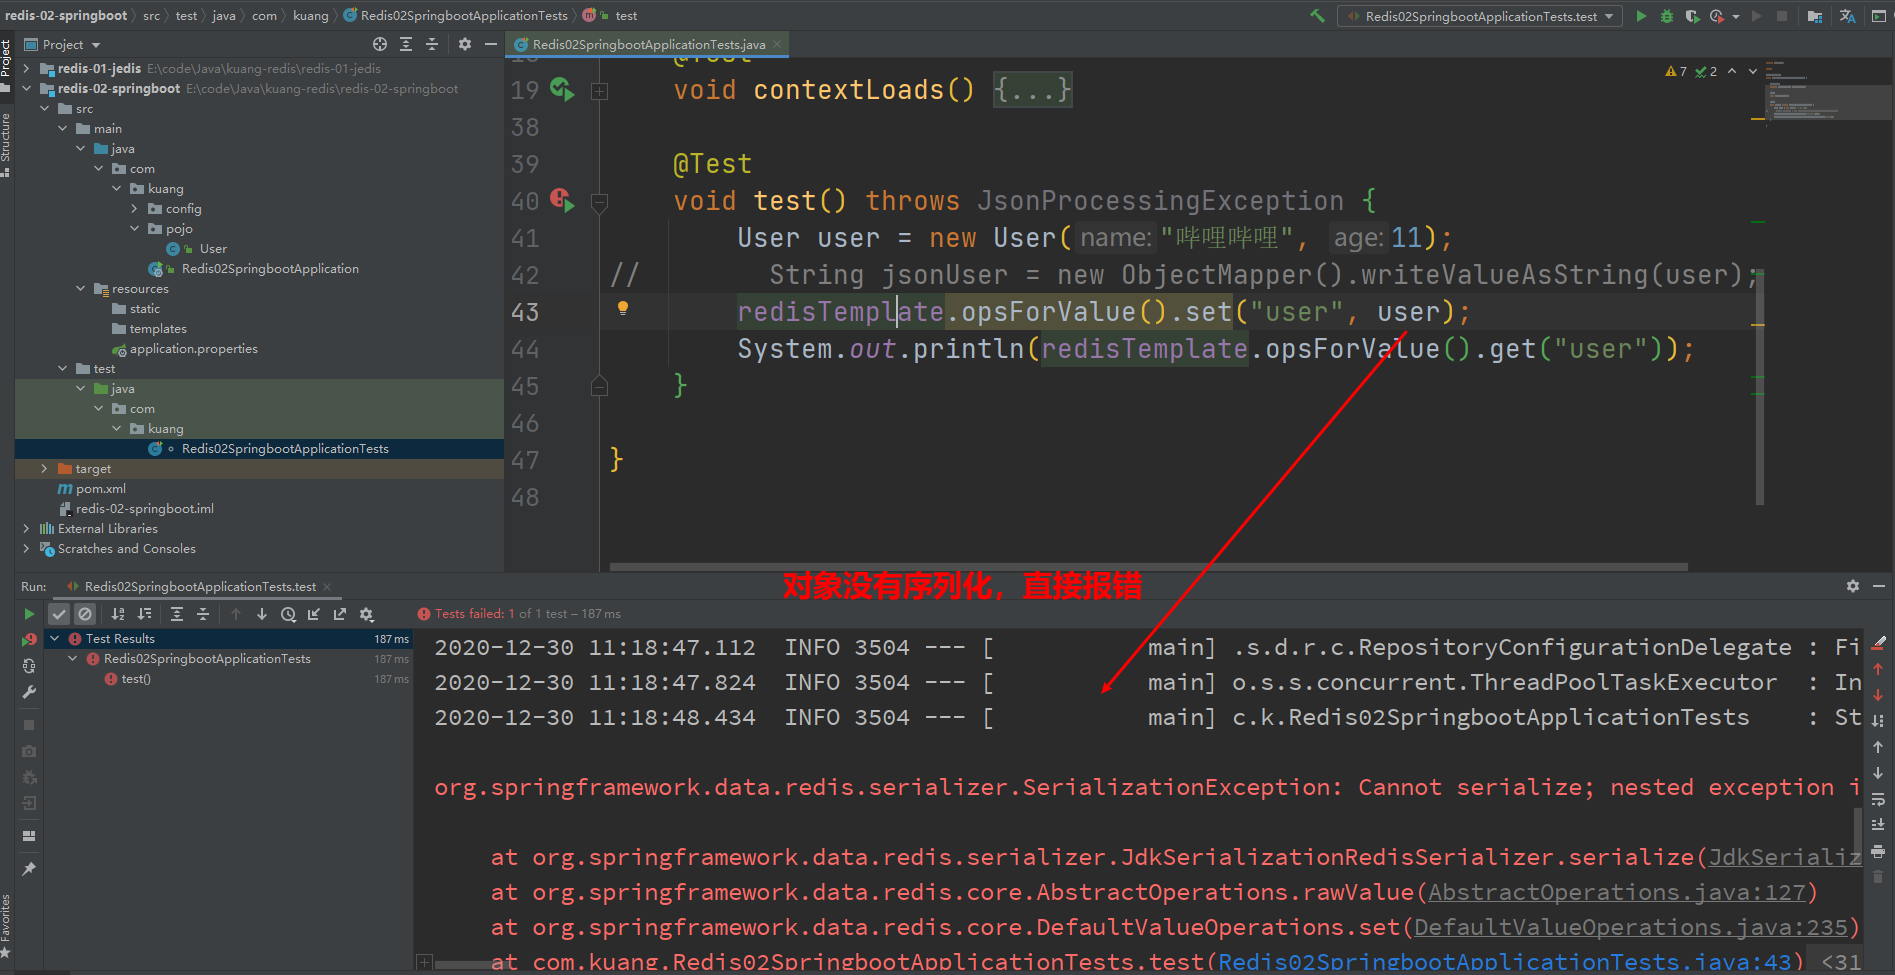 redis-02-springboot src test java com kuang Redis02SpringbootApplicationTests test
Redis02SpringbootApplicationTests.test
Project
Redis02SpringbootApplicationTests.java
Project
Structure
Favorites
redis-01-jedis E:\code\Java\kuang-redis\redis-01-jedis
redis-02-springboot E:\code\Java\kuang-redis\redis-02-springboot
src
main
java
com
kuang
config
pojo
User
Redis02SpringbootApplication
resources
static
templates
application.properties
test
java
com
kuang
Redis02SpringbootApplicationTests
target
pom.xml
redis-02-springboot.iml
External Libraries
Scratches and Consoles
7 2
19 void contextLoads() {...}
38
39 @Test
40 void test() throws JsonProcessingException {
41 User user = new User( name: "哔哩哔哩", age: 11);
42 // String jsonUser = new ObjectMapper().writeValueAsString(user);
43 redisTemplate.opsForValue().set("user", user);
44 System.out.println(redisTemplate.opsForValue().get("user"));
45 }
46
47 }
48
对象没有序列化，直接报错
Run: Redis02SpringbootApplicationTests.test
Tests failed: 1 of 1 test – 187 ms
Test Results 187 ms
Redis02SpringbootApplicationTests 187 ms
test() 187 ms
2020-12-30 11:18:47.112 INFO 3504 --- [ main] .s.d.r.c.RepositoryConfigurationDelegate : Fi
2020-12-30 11:18:47.824 INFO 3504 --- [ main] o.s.s.concurrent.ThreadPoolTaskExecutor : In
2020-12-30 11:18:48.434 INFO 3504 --- [ main] c.k.Redis02SpringbootApplicationTests : St
org.springframework.data.redis.serializer.SerializationException: Cannot serialize; nested exception i
at org.springframework.data.redis.serializer.JdkSerializationRedisSerializer.serialize(JdkSerializ
at org.springframework.data.redis.core.AbstractOperations.rawValue(AbstractOperations.java:127)
at org.springframework.data.redis.core.DefaultValueOperations.set(DefaultValueOperations.java:235)
at com.kuang.Redis02SpringbootApplicationTests.test(Redis02SpringbootApplicationTests.java:43) <31